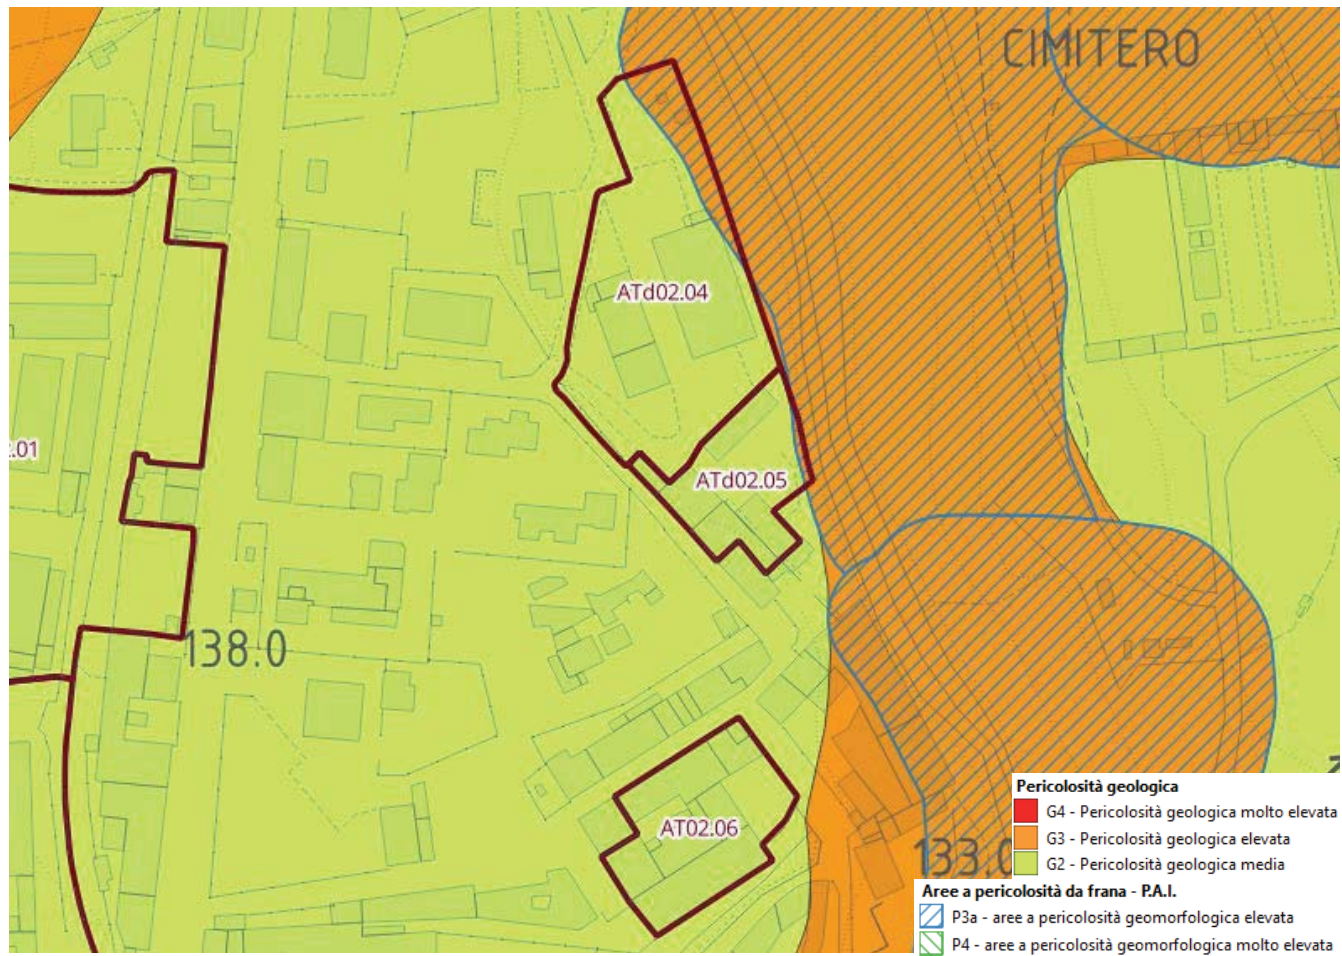 CIMITERO
ATd02.04
.01
ATd02.05
138.0
AT02.06
133.0
Pericolosità geologica
G4 - Pericolosità geologica molto elevata
G3 - Pericolosità geologica elevata
G2 - Pericolosità geologica media
Aree a pericolosità da frana - P.A.I.
P3a - aree a pericolosità geomorfologica elevata
P4 - aree a pericolosità geomorfologica molto elevata